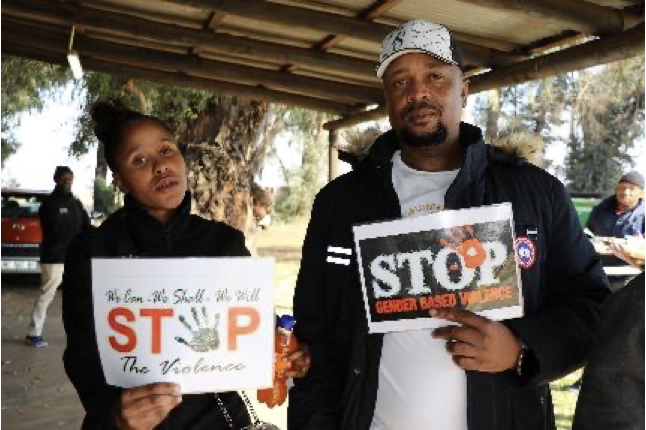 We Can - We Shall - We Will
STOP
The Violence
STOP
GENDER BASED VIOLENCE